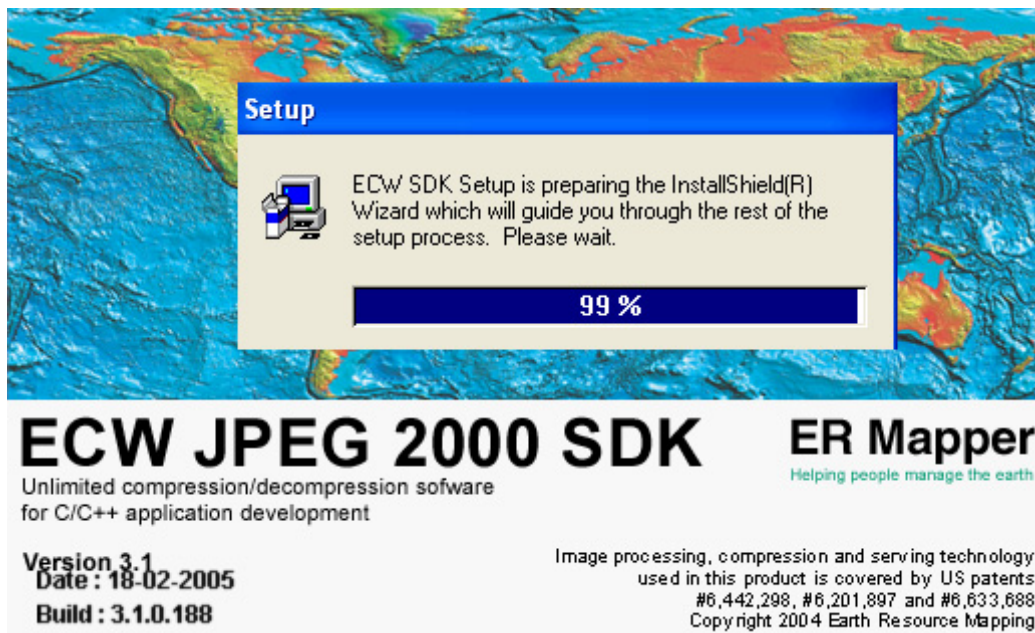 Setup
ECW SDK Setup is preparing the InstallShield(R)
Wizard which will guide you through the rest of the
setup process. Please wait.
99 %
ECW JPEG 2000 SDK
Unlimited compression/decompression sofware
for C/C++ application development
ER Mapper
Helping people manage the earth
Version 3.1
Date : 18-02-2005
Build : 3.1.0.188
Image processing, compression and serving technology
used in this product is covered by US patents
#6,442,298, #6,201,897 and #6,633,688
Copyright 2004 Earth Resource Mapping